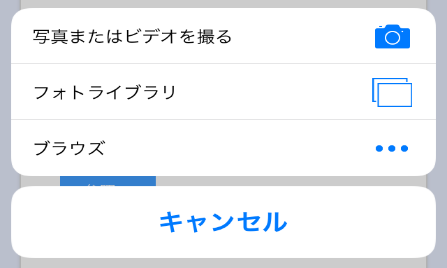 写真またはビデオを撮る
フォトライブラリ
ブラウズ
キャンセル